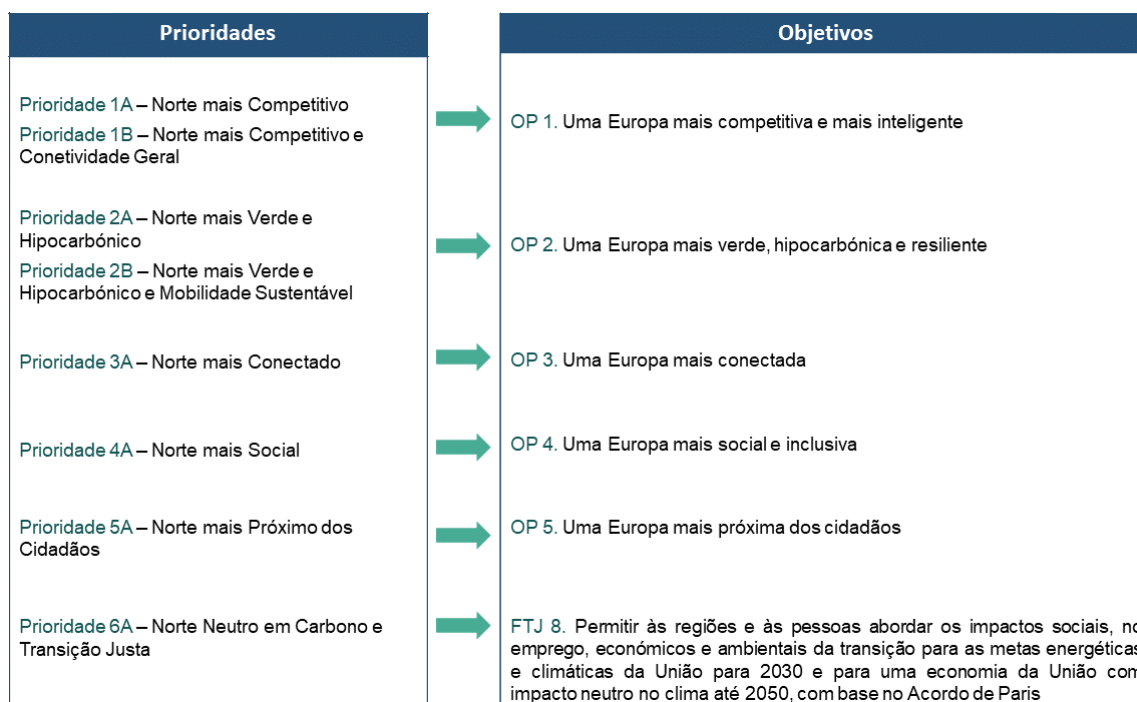 Prioridades
Objetivos
Prioridade 1A – Norte mais Competitivo
Prioridade 1B – Norte mais Competitivo e
Conetividade Geral
OP 1. Uma Europa mais competitiva e mais inteligente
Prioridade 2A – Norte mais Verde e
Hipocarbónico
Prioridade 2B – Norte mais Verde e
Hipocarbónico e Mobilidade Sustentável
OP 2. Uma Europa mais verde, hipocarbónica e resiliente
Prioridade 3A – Norte mais Conectado
OP 3. Uma Europa mais conectada
Prioridade 4A – Norte mais Social
OP 4. Uma Europa mais social e inclusiva
Prioridade 5A – Norte mais Próximo dos
Cidadãos
OP 5. Uma Europa mais próxima dos cidadãos
Prioridade 6A – Norte Neutro em Carbono e
Transição Justa
FTJ 8. Permitir às regiões e às pessoas abordar os impactos sociais, no
emprego, económicos e ambientais da transição para as metas energéticas
e climáticas da União para 2030 e para uma economia da União com
impacto neutro no clima até 2050, com base no Acordo de Paris